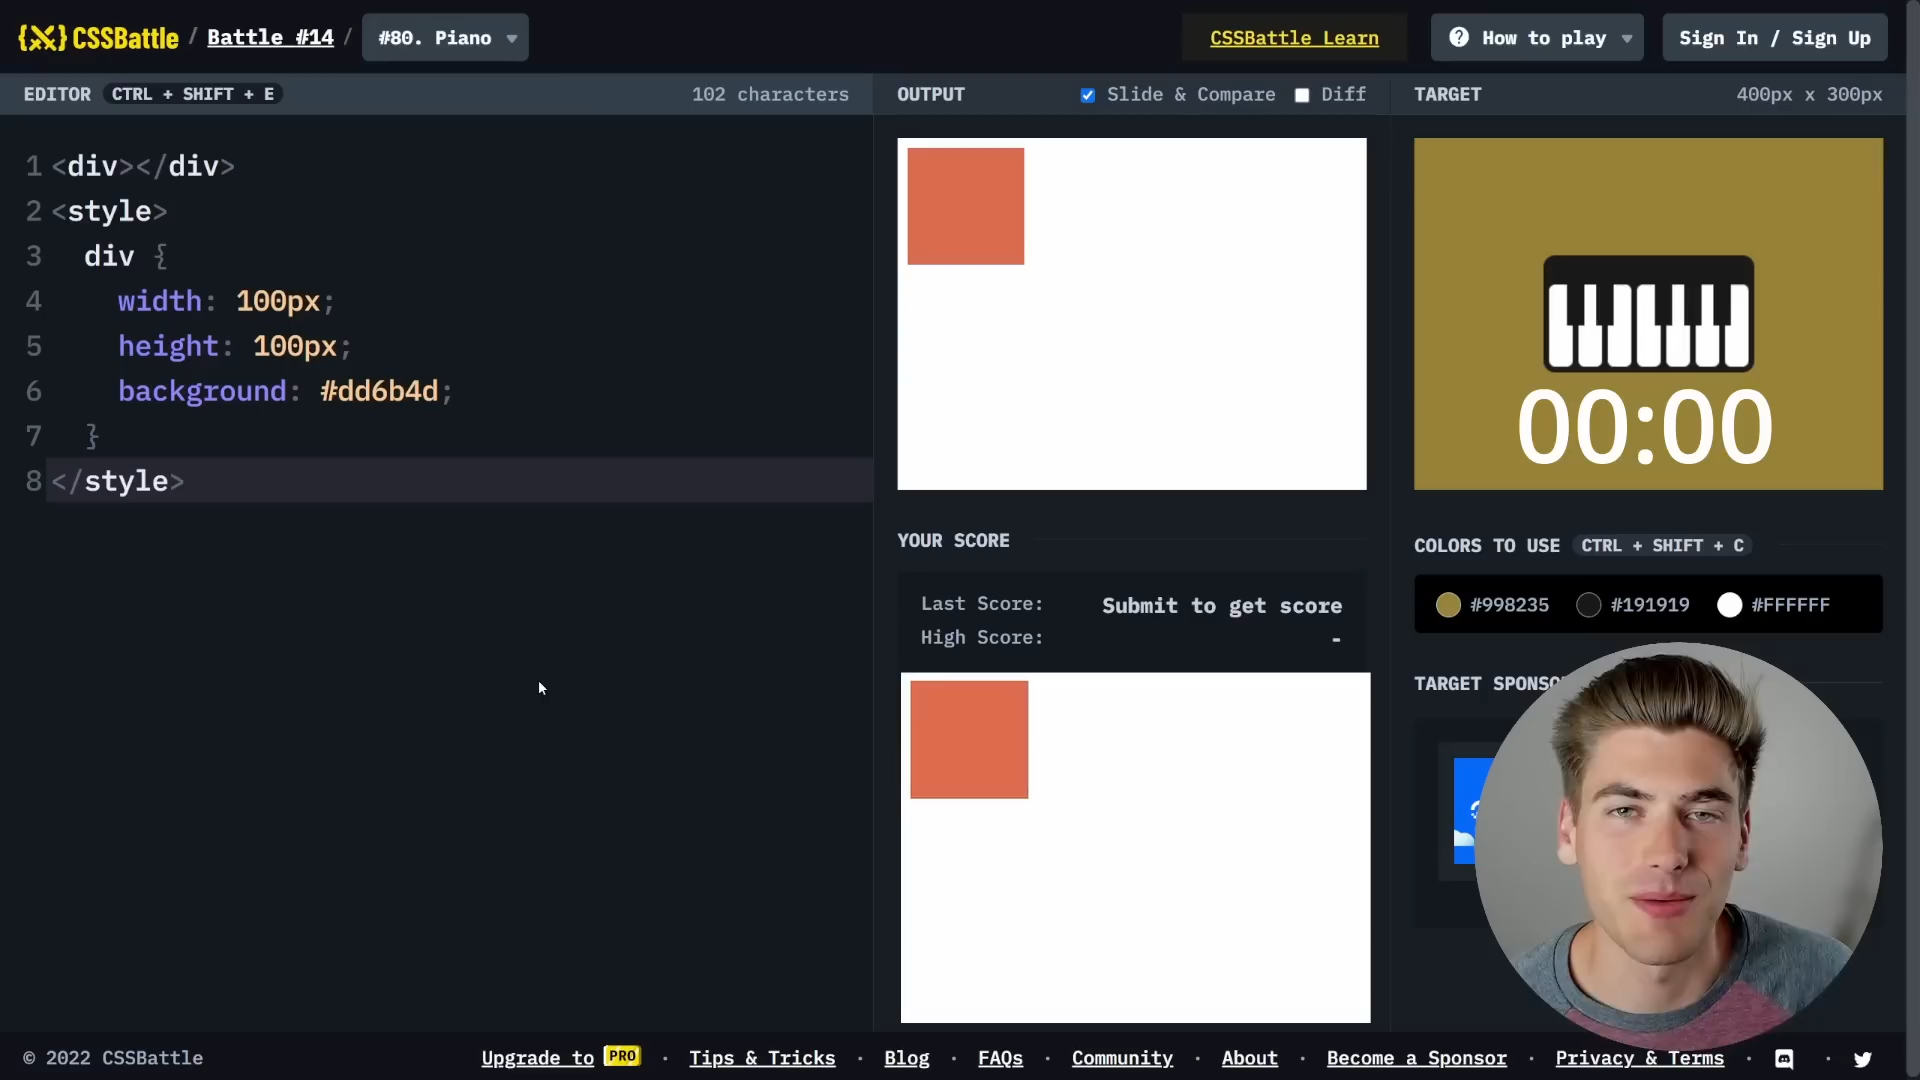 {X} CSSBattle / Battle #14 / #80. Piano
CSSBattle Learn
How to play
Sign In / Sign Up
EDITOR CTRL + SHIFT + E 102 characters
1 <div></div>
2 <style>
3 div {
4 width: 100px;
5 height: 100px;
6 background: #dd6b4d;
7 }
8 </style>
OUTPUT Slide & Compare Diff
YOUR SCORE
Last Score: Submit to get score
High Score: -
TARGET 400px x 300px
00:00
COLORS TO USE CTRL + SHIFT + C
#998235 #191919 #FFFFFF
TARGET
© 2022 CSSBattle
Upgrade to PRO · Tips & Tricks · Blog · FAQs · Community · About · Become a Sponsor · Privacy & Terms · ·